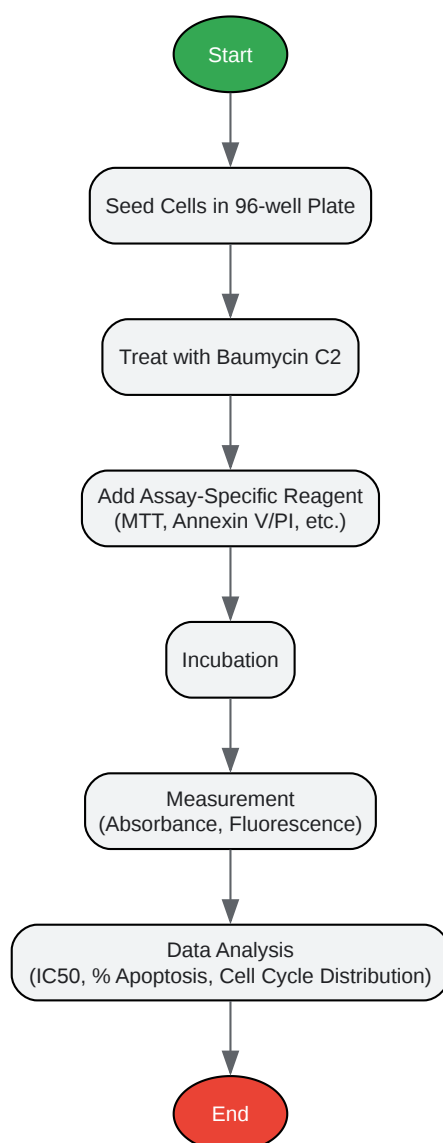 Start
Seed Cells in 96-well Plate
Treat with Baumycin C2
Add Assay-Specific Reagent
(MTT, Annexin V/PI, etc.)
Incubation
Measurement
(Absorbance, Fluorescence)
Data Analysis
(IC50, % Apoptosis, Cell Cycle Distribution)
End